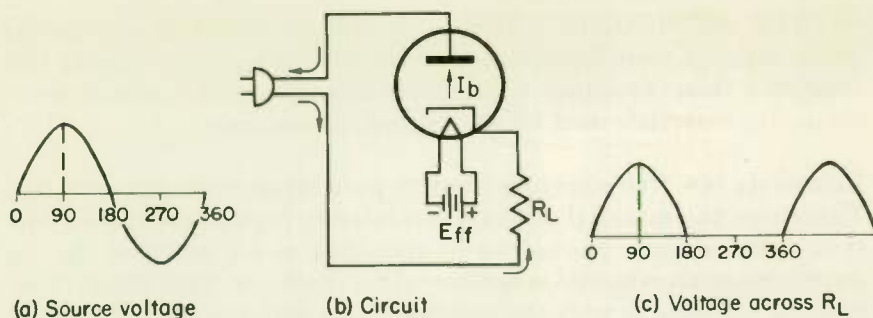 I_b
R_L
- +
E_ff
0 90 180 270 360
0 90 180 270 360
(a) Source voltage
(b) Circuit
(c) Voltage across R_L